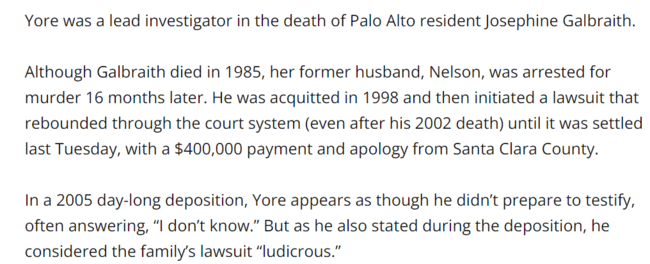 Yore was a lead investigator in the death of Palo Alto resident Josephine Galbraith.
Although Galbraith died in 1985, her former husband, Nelson, was arrested for
murder 16 months later. He was acquitted in 1998 and then initiated a lawsuit that
rebounded through the court system (even after his 2002 death) until it was settled
last Tuesday, with a $400,000 payment and apology from Santa Clara County.
In a 2005 day-long deposition, Yore appears as though he didn’t prepare to testify,
often answering, “I don’t know.” But as he also stated during the deposition, he
considered the family’s lawsuit “ludicrous.”